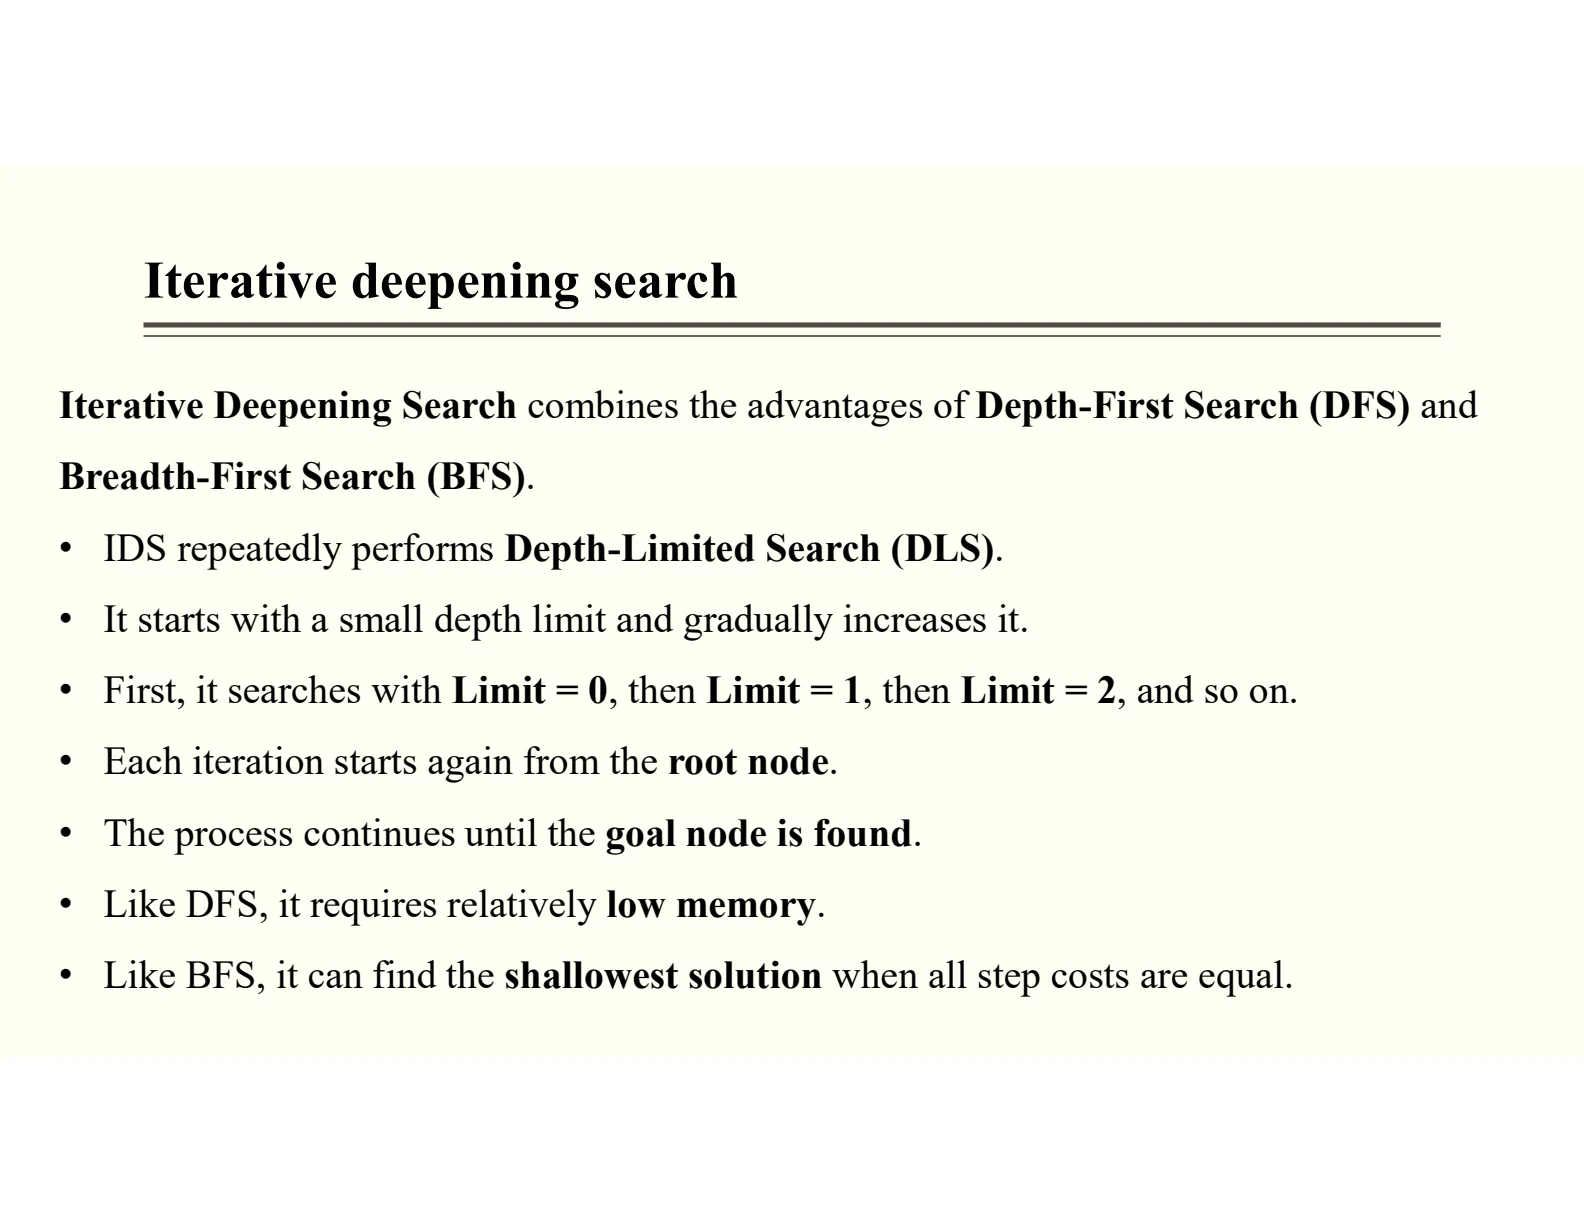 Iterative deepening search
Iterative Deepening Search combines the advantages of Depth-First Search (DFS) and
Breadth-First Search (BFS).
• IDS repeatedly performs Depth-Limited Search (DLS).
• It starts with a small depth limit and gradually increases it.
• First, it searches with Limit = 0, then Limit = 1, then Limit = 2, and so on.
• Each iteration starts again from the root node.
• The process continues until the goal node is found.
• Like DFS, it requires relatively low memory.
• Like BFS, it can find the shallowest solution when all step costs are equal.